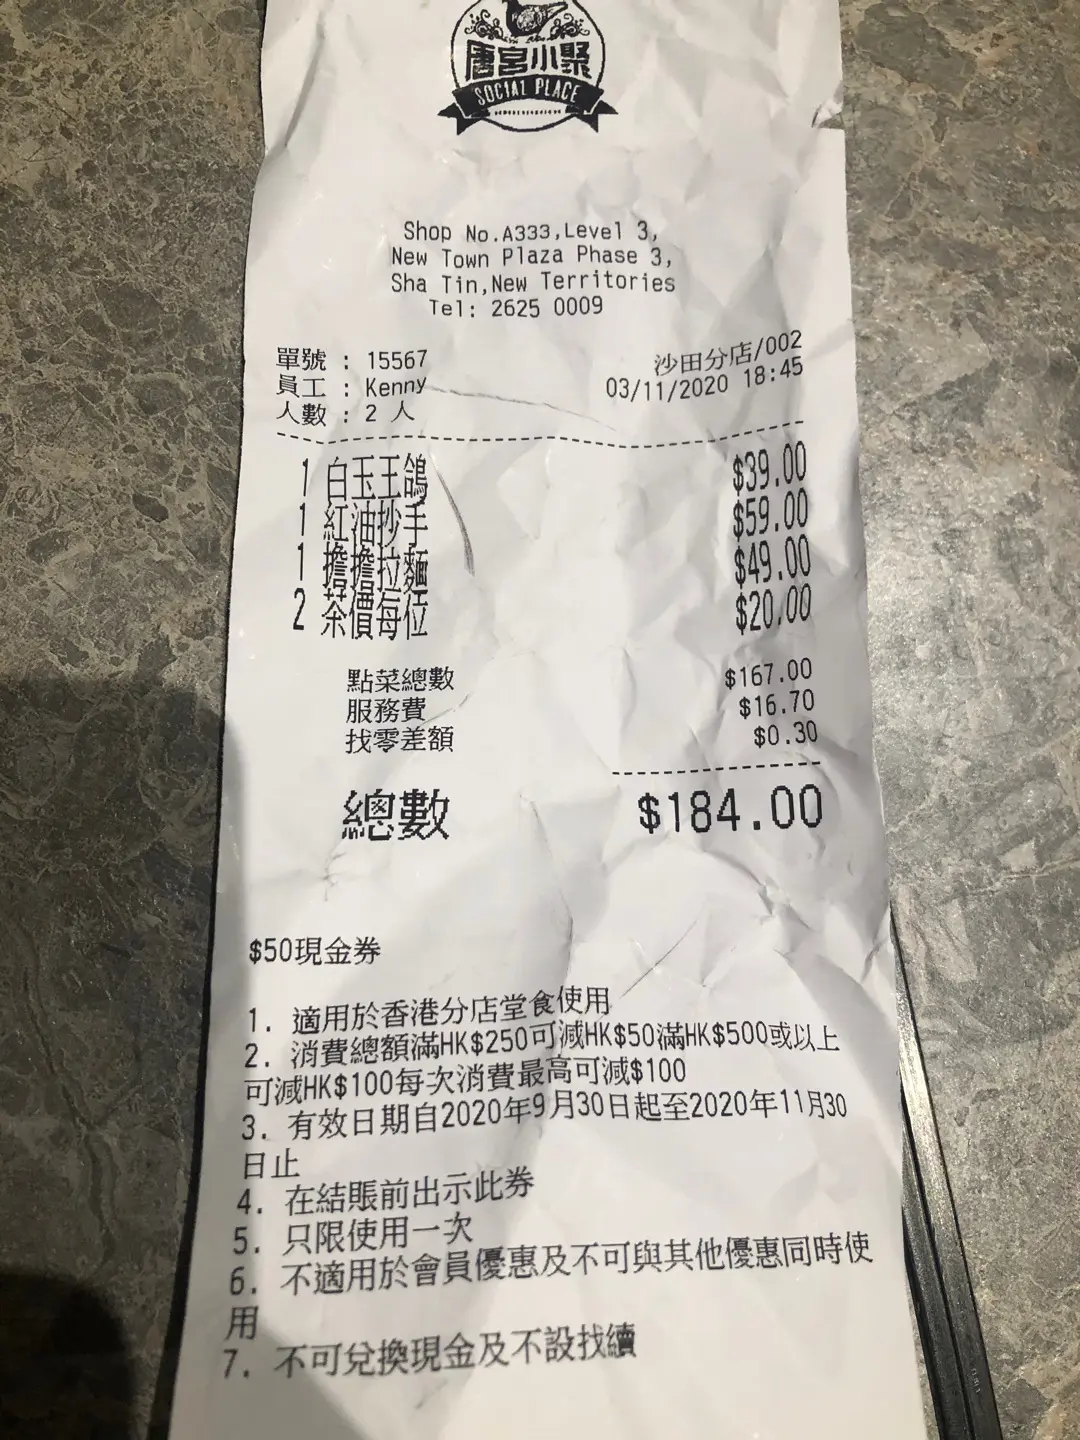 唐宮小聚
SOCIAL PLACE
Shop No.A333,Level 3,
New Town Plaza Phase 3,
Sha Tin,New Territories
Tel: 2625 0009
單號 : 15567
沙田分店/002
員工 : Kenny
03/11/2020 18:45
人數 : 2 人
1 白玉王鴿 $39.00
1 紅油抄手 $59.00
1 擔擔拉麵 $49.00
2 茶價每位 $20.00
點菜總數 $167.00
服務費 $16.70
找零差額 $0.30
總數 $184.00
$50現金券
1. 適用於香港分店堂食使用
2. 消費總額滿HK$250可減HK$50滿HK$500或以上
可減HK$100每次消費最高可減$100
3. 有效日期自2020年9月30日起至2020年11月30
日止
4. 在結賬前出示此券
5. 只限使用一次
6. 不適用於會員優惠及不可與其他優惠同時使
用
7. 不可兌換現金及不設找續